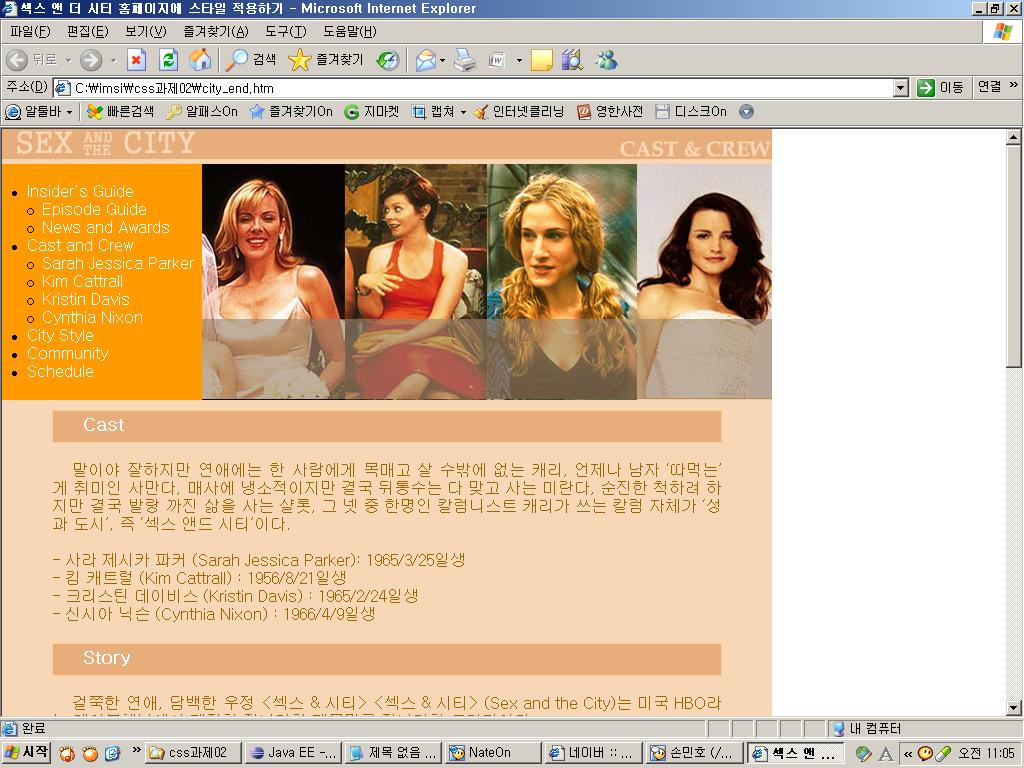 섹스 앤 더 시티 홈페이지에 스타일 적용하기 - Microsoft Internet Explorer
파일(F) 편집(E) 보기(V) 즐겨찾기(A) 도구(T) 도움말(H)
뒤로 검색 즐겨찾기
주소(D) C:\imsi\css과제02\city_end.htm 이동 연결 »
알툴바 빠른검색 알패스On 즐겨찾기On 지마켓 캡쳐 인터넷클리닝 영한사전 디스크On
SEX AND THE CITY
CAST & CREW
Insider's Guide
Episode Guide
News and Awards
Cast and Crew
Sarah Jessica Parker
Kim Cattrall
Kristin Davis
Cynthia Nixon
City Style
Community
Schedule
Cast
말이야 잘하지만 연애에는 한 사람에게 목매고 살 수밖에 없는 캐리, 언제나 남자 ‘따먹는’
게 취미인 사만다, 매사에 냉소적이지만 결국 뒤통수는 다 맞고 사는 미란다, 순진한 척하려 하
지만 결국 발랑 까진 삶을 사는 샬롯, 그 넷 중 한명인 칼럼니스트 캐리가 쓰는 칼럼 자체가 ‘성
과 도시’, 즉 ‘섹스 앤드 시티’이다.
- 사라 제시카 파커 (Sarah Jessica Parker): 1965/3/25일생
- 킴 캐트럴 (Kim Cattrall) : 1956/8/21일생
- 크리스틴 데이비스 (Kristin Davis) : 1965/2/24일생
- 신시아 닉슨 (Cynthia Nixon) : 1966/4/9일생
Story
걸쭉한 연애, 담백한 우정 <섹스 & 시티> <섹스 & 시티> (Sex and the City)는 미국 HBO라
완료 내 컴퓨터
시작 » css과제02 Java EE -... 제목 없음 ... NateOn 네이버 :: ... 손민호 (/... 섹스 앤 ... « 오전 11:05